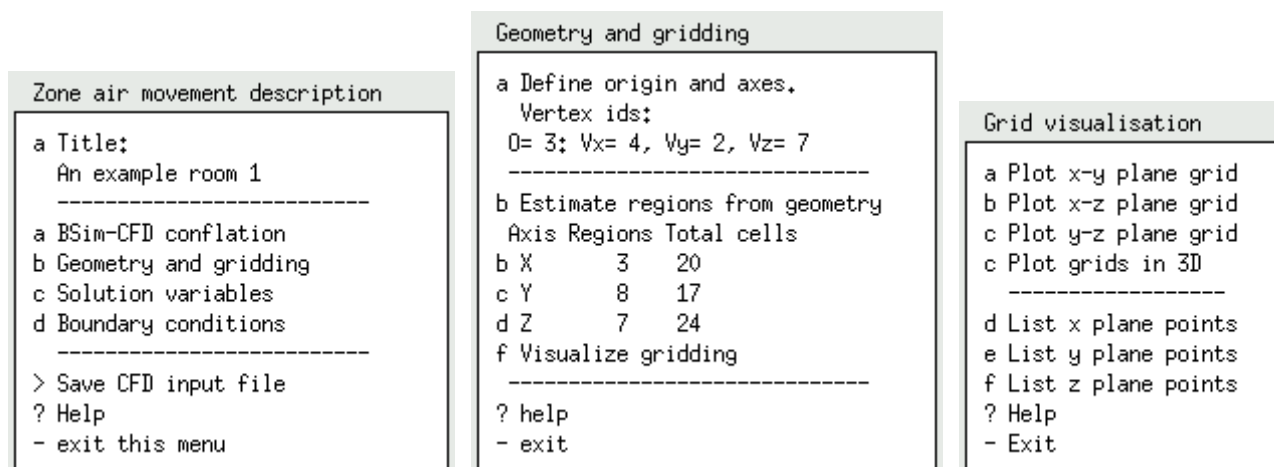 Zone air movement description
a Title:
An example room 1
----------------------------
a BSim-CFD conflation
b Geometry and gridding
c Solution variables
d Boundary conditions
----------------------------
> Save CFD input file
? Help
- exit this menu
Geometry and gridding
a Define origin and axes.
Vertex ids:
O= 3: Vx= 4, Vy= 2, Vz= 7
------------------------------
b Estimate regions from geometry
Axis Regions Total cells
b X 3 20
c Y 8 17
d Z 7 24
f Visualize gridding
------------------------------
? help
- exit
Grid visualisation
a Plot x-y plane grid
b Plot x-z plane grid
c Plot y-z plane grid
c Plot grids in 3D
------------------
d List x plane points
e List y plane points
f List z plane points
? Help
- Exit